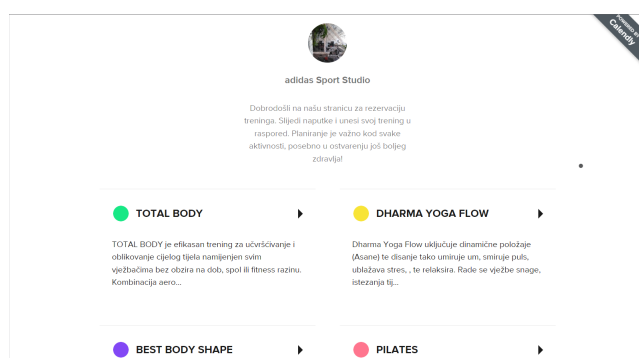 POWERED BY
Calendly
adidas Sport Studio
Dobrodošli na našu stranicu za rezervaciju
treninga. Slijedi naputke i unesi svoj trening u
raspored. Planiranje je važno kod svake
aktivnosti, posebno u ostvarenju još boljeg
zdravlja!
TOTAL BODY
TOTAL BODY je efikasan trening za učvršćivanje i
oblikovanje cijelog tijela namijenjen svim
vježbačima bez obzira na dob, spol ili fitness razinu.
Kombinacija aero...
DHARMA YOGA FLOW
Dharma Yoga Flow uključuje dinamične položaje
(Asane) te disanje tako umiruje um, smiruje puls,
ublažava stres, , te relaksira. Rade se vježbe snage,
istezanja tij...
BEST BODY SHAPE
PILATES